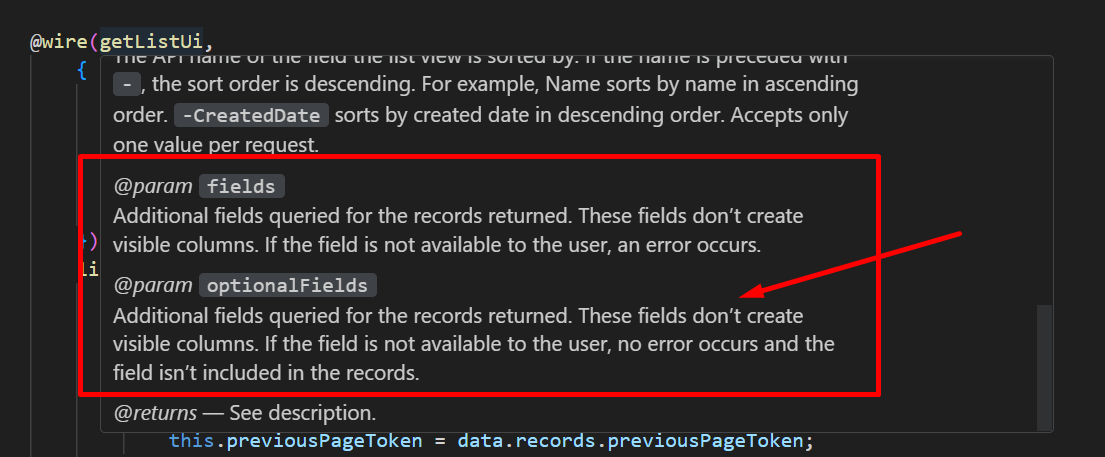 @wire(getListUi,
{
The API name of the field the list view is sorted by. If the name is preceded with
-, the sort order is descending. For example, Name sorts by name in ascending
order. -CreatedDate sorts by created date in descending order. Accepts only
one value per request.
@param fields
Additional fields queried for the records returned. These fields don’t create
})
visible columns. If the field is not available to the user, an error occurs.
li
@param optionalFields
Additional fields queried for the records returned. These fields don’t create
visible columns. If the field is not available to the user, no error occurs and the
field isn’t included in the records.
@returns — See description.
this.previousPageToken = data.records.previousPageToken;